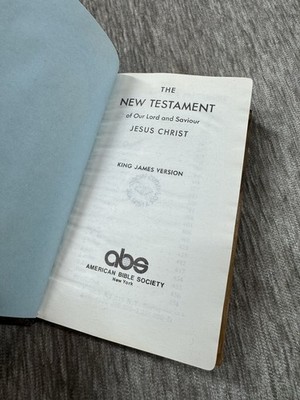 THE
NEW TESTAMENT
of Our Lord and Saviour
JESUS CHRIST
KING JAMES VERSION
abs
AMERICAN BIBLE SOCIETY
New York